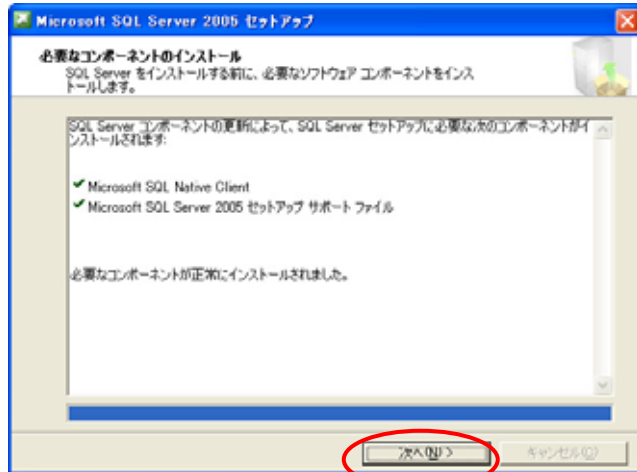 Microsoft SQL Server 2005 セットアップ
必要なコンポーネントのインストール
SQL Server をインストールする前に、必要なソフトウェア コンポーネントをインス
トールします。
SQL Server コンポーネントの更新によって、SQL Server セットアップに必要な次のコンポーネントがイ
ンストールされます:
Microsoft SQL Native Client
Microsoft SQL Server 2005 セットアップ サポート ファイル
必要なコンポーネントが正常にインストールされました。
次へ(N) >
キャンセル(C)